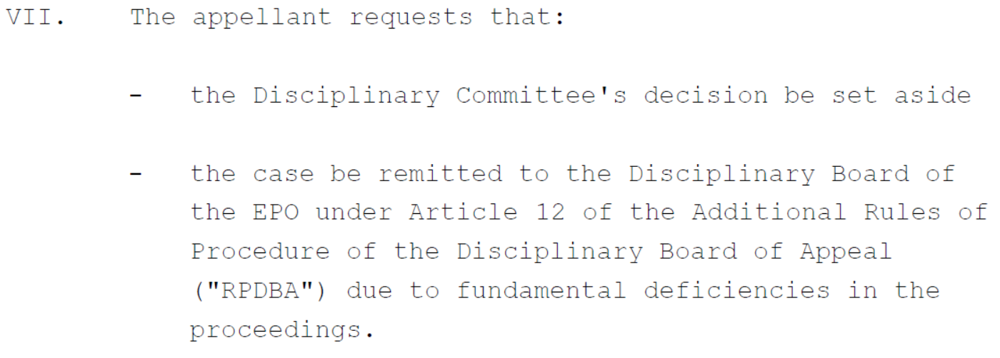 VII. The appellant requests that:
- the Disciplinary Committee's decision be set aside
- the case be remitted to the Disciplinary Board of
the EPO under Article 12 of the Additional Rules of
Procedure of the Disciplinary Board of Appeal
("RPDBA") due to fundamental deficiencies in the
proceedings.